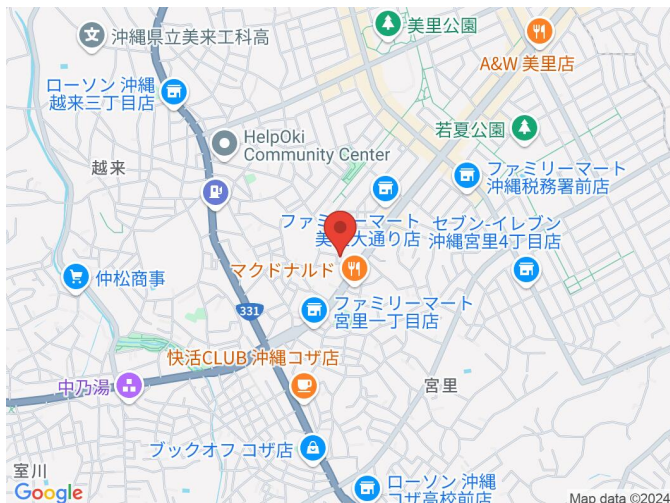 美里公園
沖縄県立美来工科高
A&W 美里店
ローソン 沖縄
越来三丁目店
若夏公園
HelpOki
Community Center
越来
ファミリーマート
沖縄税務署前店
ファミリーマート
美里大通り店
セブン-イレブン
沖縄宮里4丁目店
マクドナルド
仲松商事
331
ファミリーマート
宮里一丁目店
快活CLUB 沖縄コザ店
中乃湯
宮里
ブックオフ コザ店
室川
ローソン 沖縄
コザ高校前店
Google
Map data ©2024